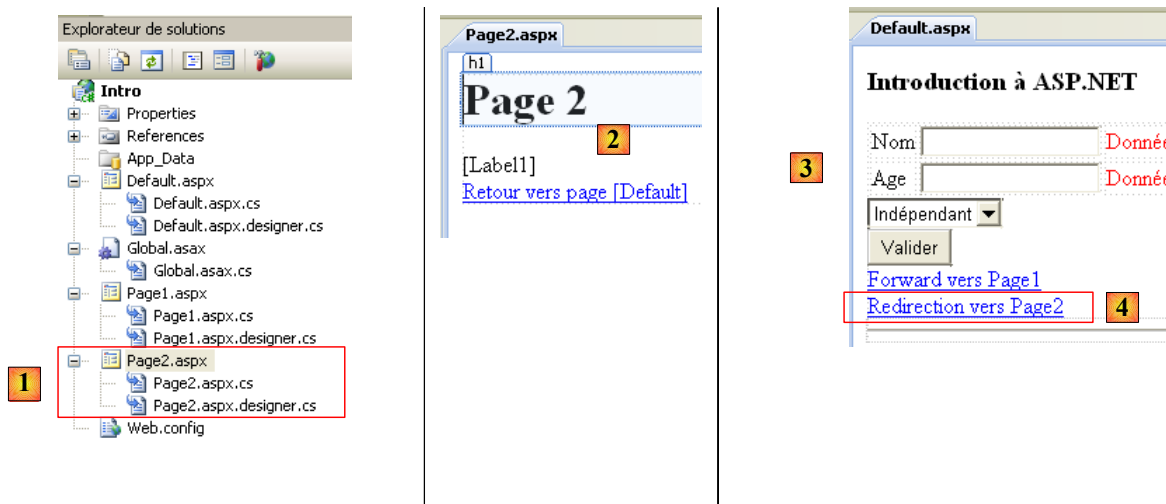 Explorateur de solutions
Intro
Properties
References
App_Data
Default.aspx
Default.aspx.cs
Default.aspx.designer.cs
Global.asax
Global.asax.cs
Page1.aspx
Page1.aspx.cs
Page1.aspx.designer.cs
1
Page2.aspx
Page2.aspx.cs
Page2.aspx.designer.cs
Web.config
Page2.aspx
h1
Page 2
2
[Label1]
Retour vers page [Default]
Default.aspx
Introduction à ASP.NET
3
Nom Donnée
Age Donnée
Indépendant
Valider
Forward vers Page1
Redirection vers Page2
4